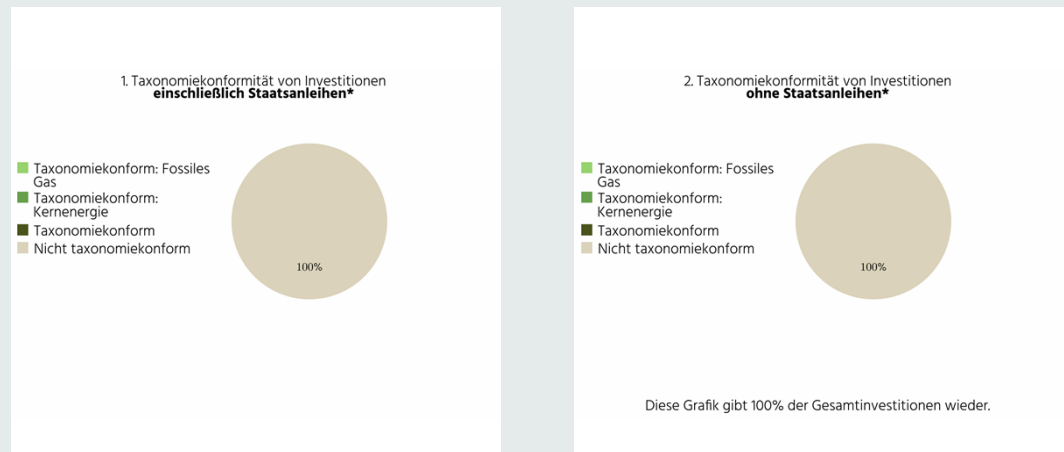 1. Taxonomiekonformität von Investitionen
einschließlich Staatsanleihen*
Taxonomiekonform: Fossiles
Gas
Taxonomiekonform:
Kernenergie
Taxonomiekonform
Nicht taxonomiekonform
100%
2. Taxonomiekonformität von Investitionen
ohne Staatsanleihen*
Taxonomiekonform: Fossiles
Gas
Taxonomiekonform:
Kernenergie
Taxonomiekonform
Nicht taxonomiekonform
100%
Diese Grafik gibt 100% der Gesamtinvestitionen wieder.